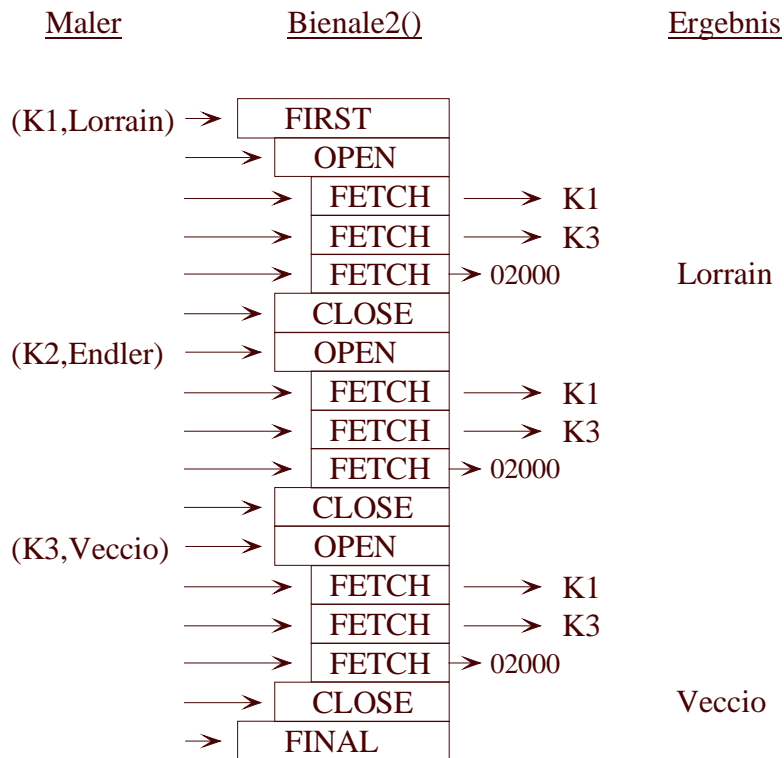 Maler Bienale2() Ergebnis
(K1,Lorrain) FIRST
OPEN
FETCH K1
FETCH K3
FETCH 02000 Lorrain
CLOSE
(K2,Endler) OPEN
FETCH K1
FETCH K3
FETCH 02000
CLOSE
(K3,Veccio) OPEN
FETCH K1
FETCH K3
FETCH 02000
CLOSE Veccio
FINAL